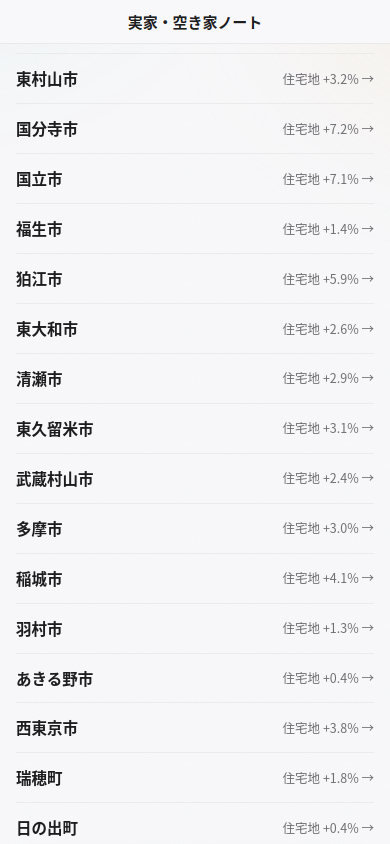 実家・空き家ノート
東村山市 住宅地 +3.2% →
国分寺市 住宅地 +7.2% →
国立市 住宅地 +7.1% →
福生市 住宅地 +1.4% →
狛江市 住宅地 +5.9% →
東大和市 住宅地 +2.6% →
清瀬市 住宅地 +2.9% →
東久留米市 住宅地 +3.1% →
武蔵村山市 住宅地 +2.4% →
多摩市 住宅地 +3.0% →
稲城市 住宅地 +4.1% →
羽村市 住宅地 +1.3% →
あきる野市 住宅地 +0.4% →
西東京市 住宅地 +3.8% →
瑞穂町 住宅地 +1.8% →
日の出町 住宅地 +0.4% →